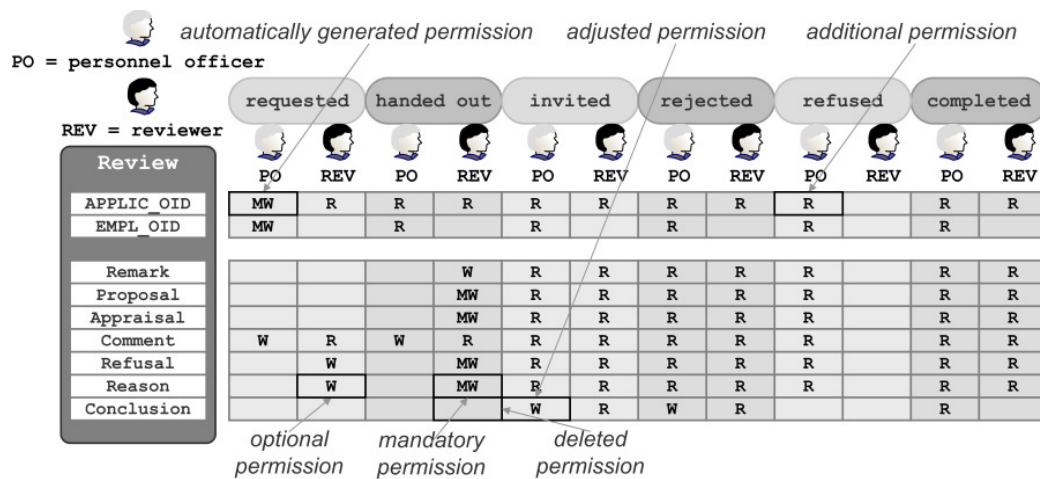 automatically generated permission adjusted permission additional permission
PO = personnel officer
REV = reviewer
requested handed out invited rejected refused completed
Review
PO REV PO REV PO REV PO REV PO REV PO REV
APPLIC_OID MW R R R R R R R R R R
EMPL_OID MW R R R R R
Remark W R R R R R R R
Proposal MW R R R R R R R
Appraisal MW R R R R R R R
Comment W R W R R R R R R R R
Refusal W MW R R R R R R R
Reason W MW R R R R R R R
Conclusion W R W R R
optional permission
mandatory permission
deleted permission